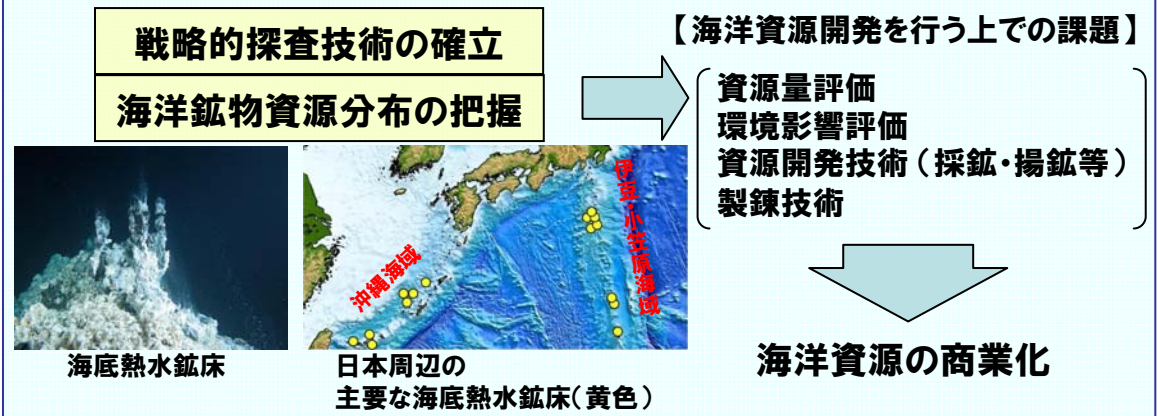 戦略的探査技術の確立
海洋鉱物資源分布の把握
【海洋資源開発を行う上での課題】
資源量評価
環境影響評価
資源開発技術（採鉱・揚鉱等）
製錬技術
沖縄海域
伊豆・小笠原海域
海底熱水鉱床
日本周辺の
主要な海底熱水鉱床（黄色）
海洋資源の商業化